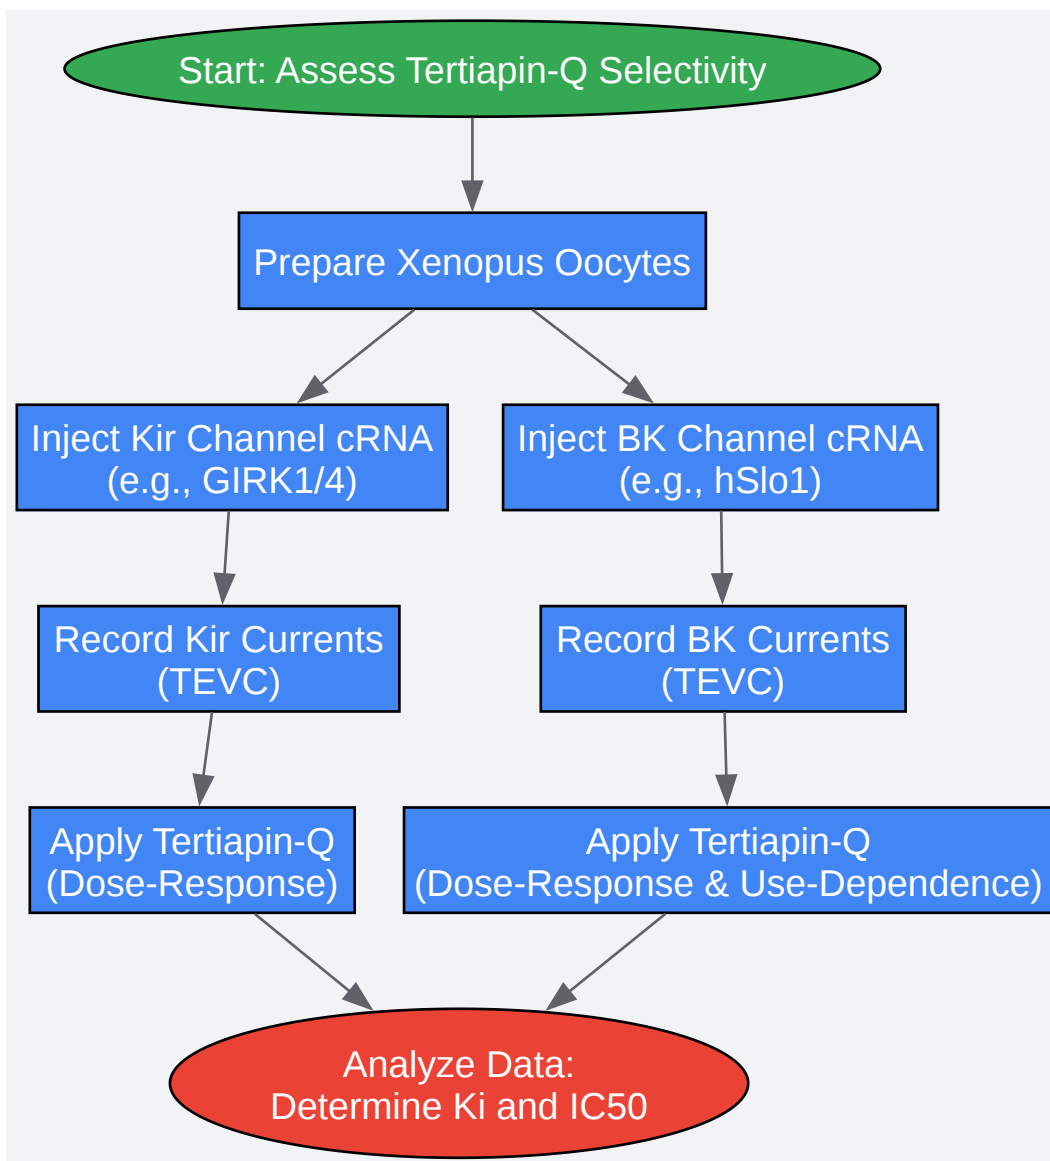 Start: Assess Tertiapin-Q Selectivity
Prepare Xenopus Oocytes
Inject Kir Channel cRNA
(e.g., GIRK1/4)
Inject BK Channel cRNA
(e.g., hSlo1)
Record Kir Currents
(TEVC)
Record BK Currents
(TEVC)
Apply Tertiapin-Q
(Dose-Response)
Apply Tertiapin-Q
(Dose-Response & Use-Dependence)
Analyze Data:
Determine Ki and IC50